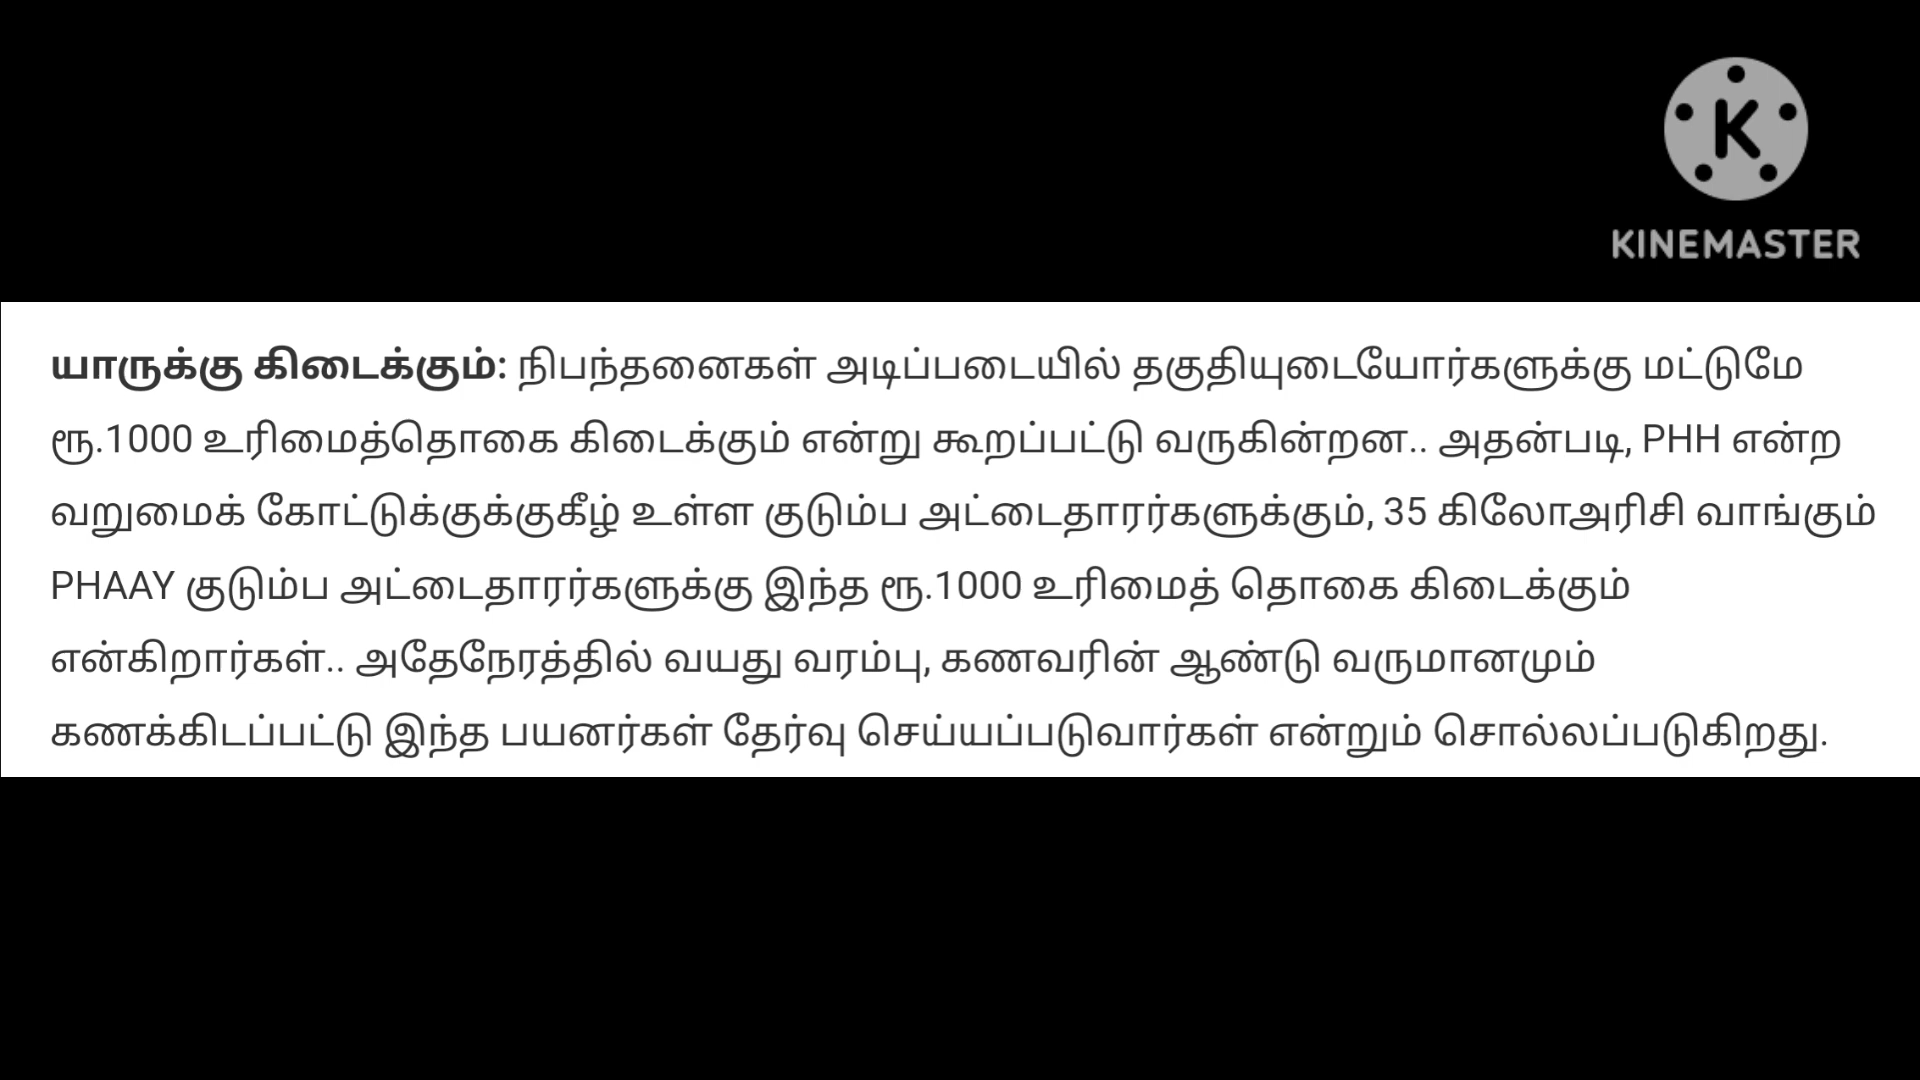 KINEMASTER
யாருக்கு கிடைக்கும்: நிபந்தனைகள் அடிப்படையில் தகுதியுடையோர்களுக்கு மட்டுமே
ரூ.1000 உரிமைத்தொகை கிடைக்கும் என்று கூறப்பட்டு வருகின்றன.. அதன்படி, PHH என்ற
வறுமைக் கோட்டுக்குக்குகீழ் உள்ள குடும்ப அட்டைதாரர்களுக்கும், 35 கிலோஅரிசி வாங்கும்
PHAAY குடும்ப அட்டைதாரர்களுக்கு இந்த ரூ.1000 உரிமைத் தொகை கிடைக்கும்
என்கிறார்கள்.. அதேநேரத்தில் வயது வரம்பு, கணவரின் ஆண்டு வருமானமும்
கணக்கிடப்பட்டு இந்த பயனர்கள் தேர்வு செய்யப்படுவார்கள் என்றும் சொல்லப்படுகிறது.